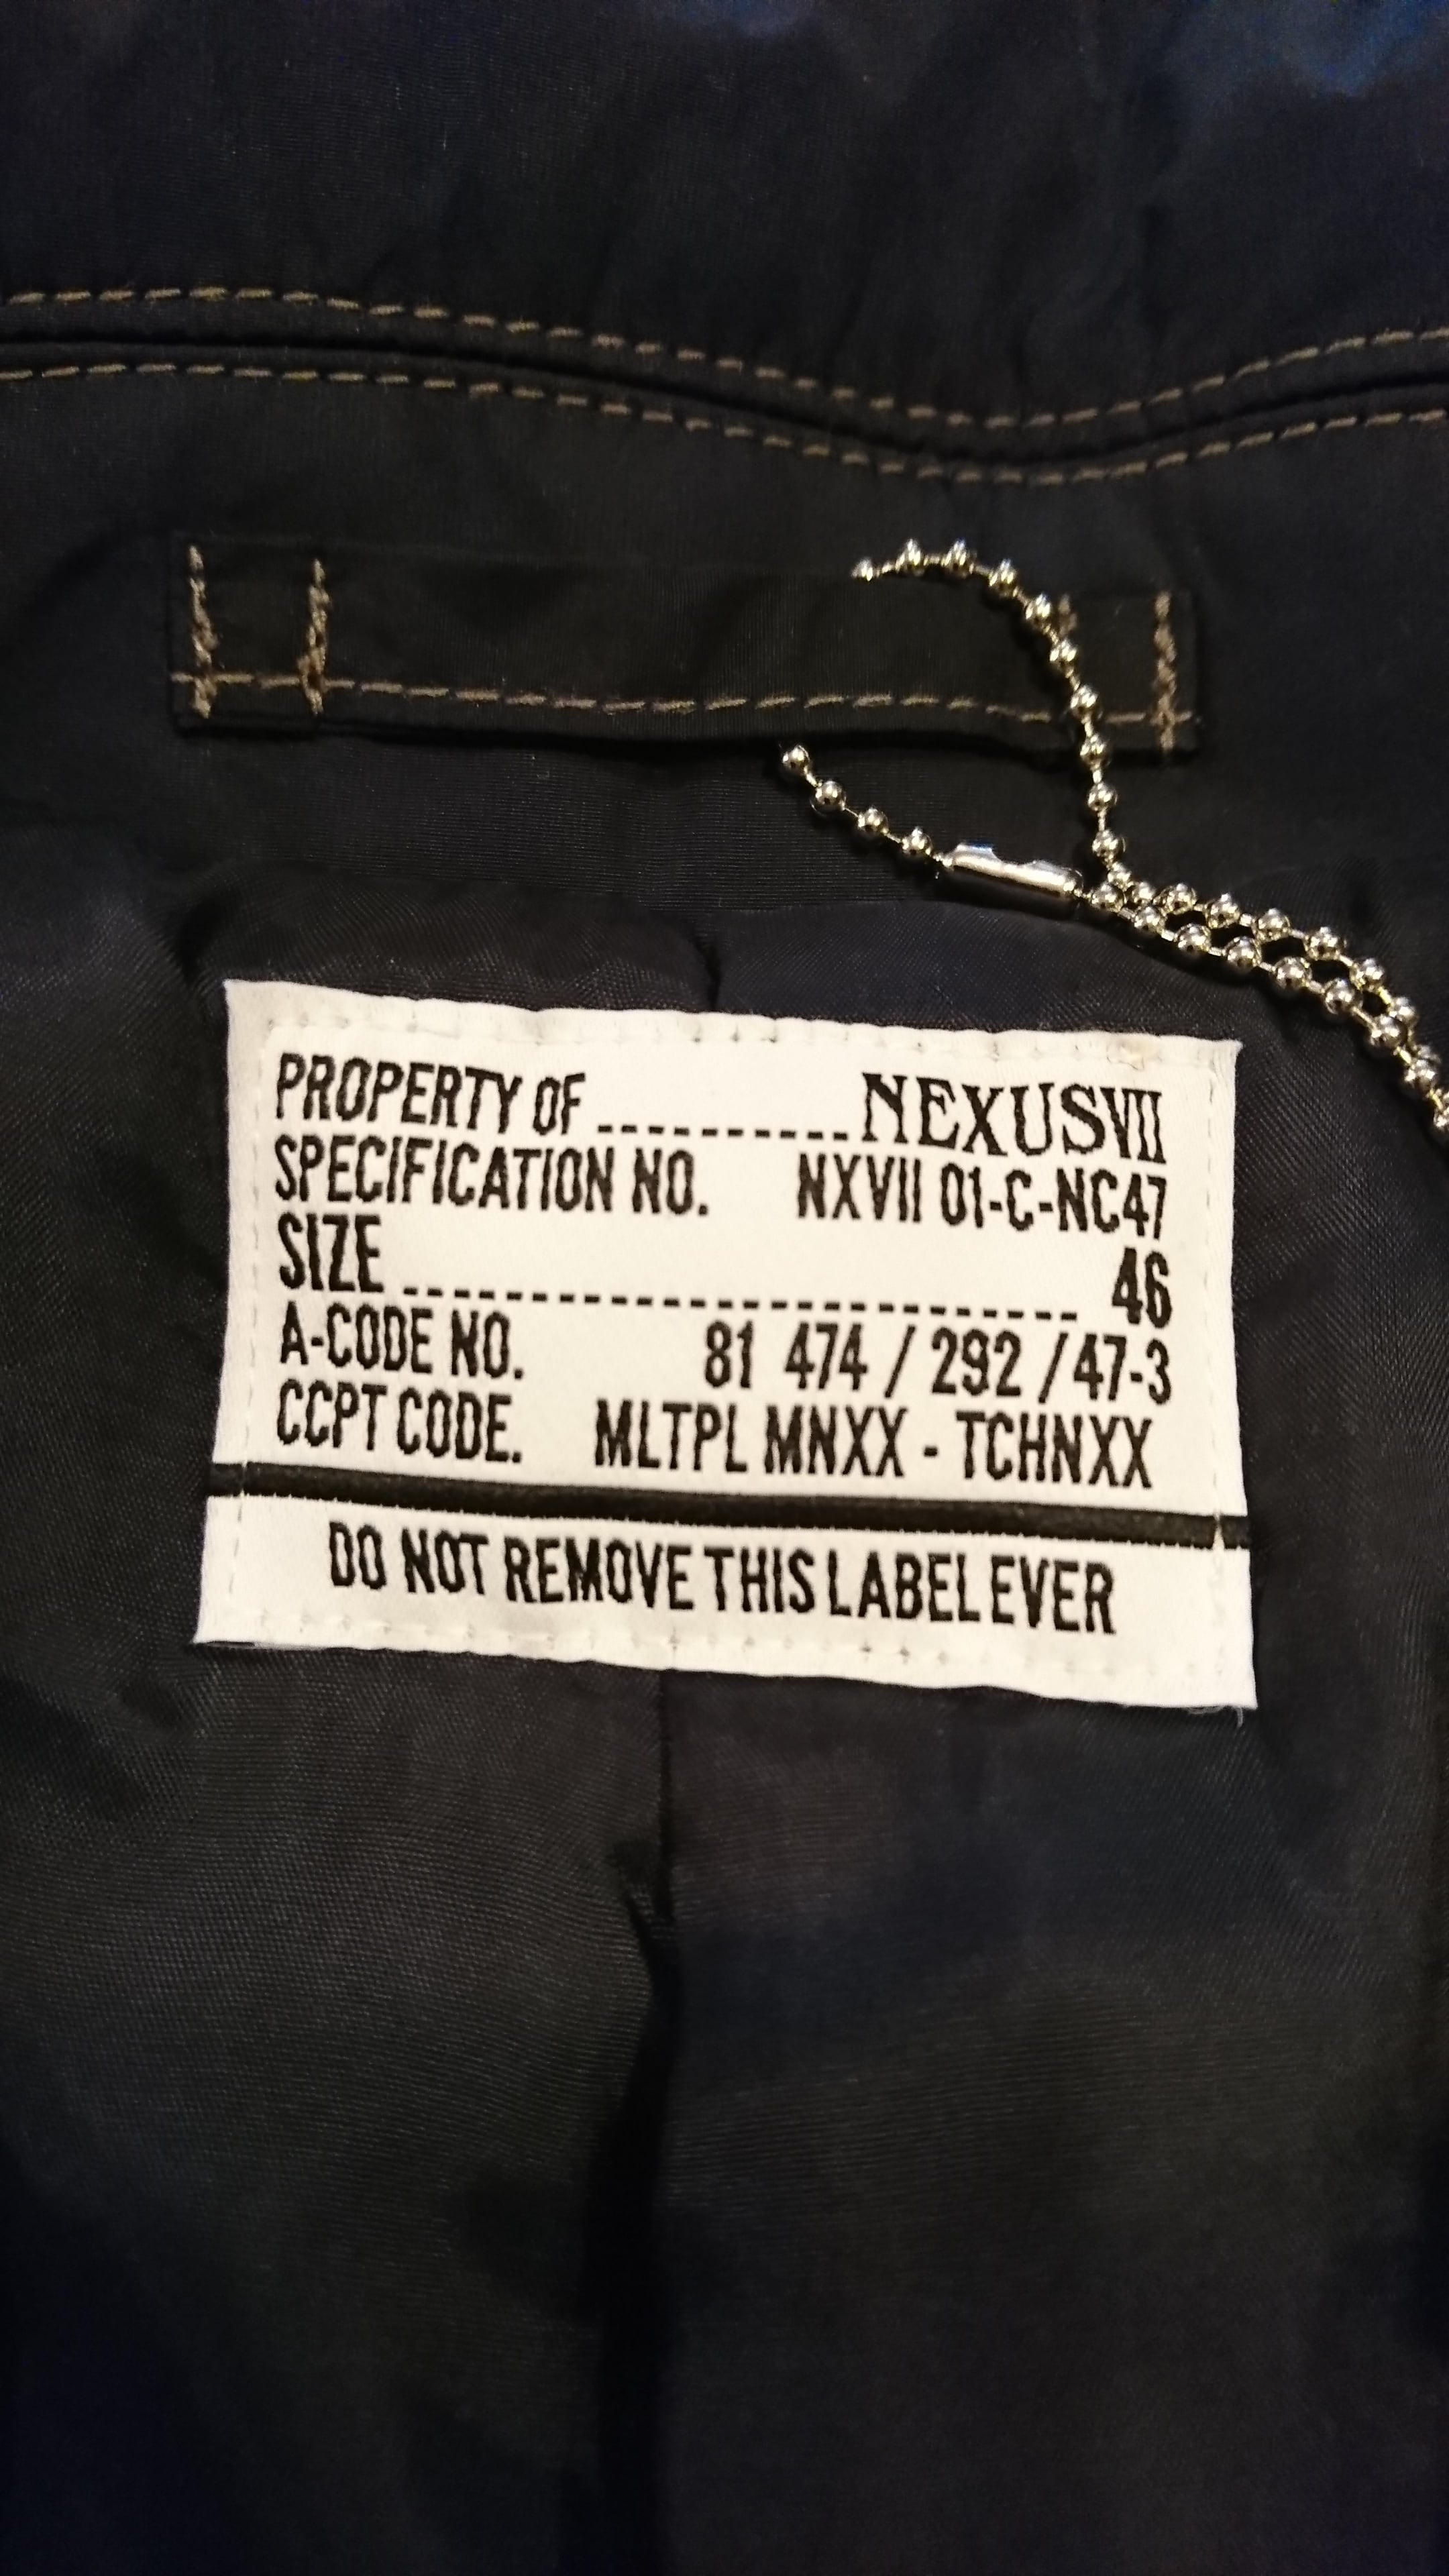 PROPERTY OF ---------- NEXUSVII
SPECIFICATION NO. NXVII 01-C-NC47
SIZE -------------------------- 46
A-CODE NO. 81 474 / 292 / 47-3
CCPT CODE. MLTPL MNXX - TCHNXX
DO NOT REMOVE THIS LABEL EVER